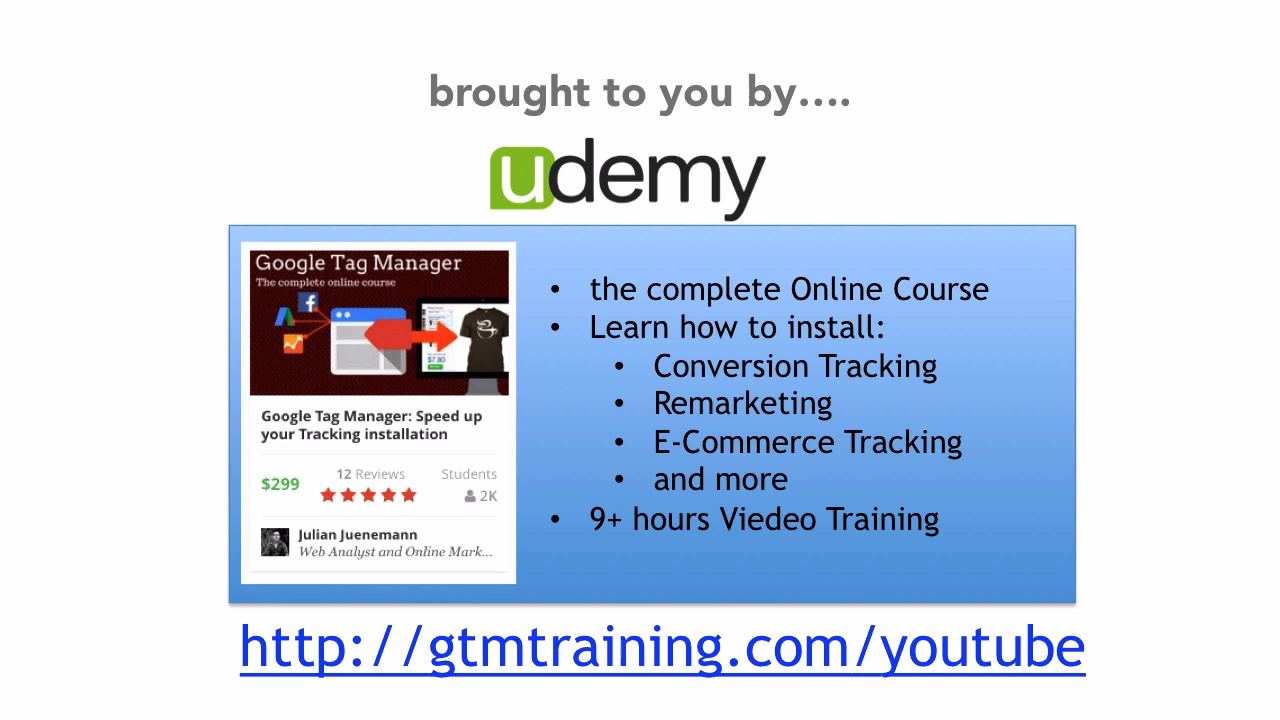 brought to you by....
udemy
Google Tag Manager
The complete online course
Google Tag Manager: Speed up
your Tracking installation
$299
12 Reviews
Students
2K
Julian Juenemann
Web Analyst and Online Mark...
• the complete Online Course
• Learn how to install:
• Conversion Tracking
• Remarketing
• E-Commerce Tracking
• and more
• 9+ hours Viedeo Training
http://gtmtraining.com/youtube